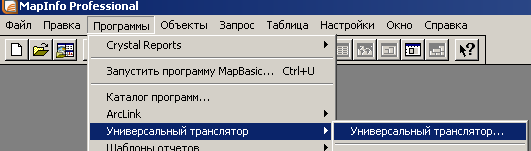 MapInfo Professional
Файл Правка Программы Объекты Запрос Таблица Настройки Окно Справка
Crystal Reports
Запустить программу MapBasic... Ctrl+U
Каталог программ...
ArcLink
Универсальный транслятор Универсальный транслятор...
Шаблоны отчетов